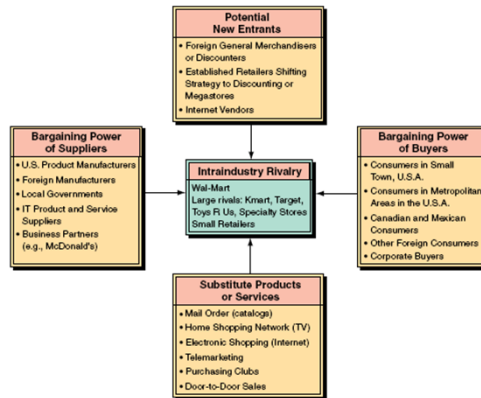 Potential
New Entrants
• Foreign General Merchandisers
or Discounters
• Established Retailers Shifting
Strategy to Discounting or
Megastores
• Internet Vendors
Bargaining Power
of Suppliers
• U.S. Product Manufacturers
• Foreign Manufacturers
• Local Governments
• IT Product and Service
Suppliers
• Business Partners
(e.g., McDonald's)
Intraindustry Rivalry
Wal-Mart
Large rivals: Kmart, Target,
Toys R Us, Specialty Stores
Small Retailers
Bargaining Power
of Buyers
• Consumers in Small
Town, U.S.A.
• Consumers in Metropolitan
Areas in the U.S.A.
• Canadian and Mexican
Consumers
• Other Foreign Consumers
• Corporate Buyers
Substitute Products
or Services
• Mail Order (catalogs)
• Home Shopping Network (TV)
• Electronic Shopping (Internet)
• Telemarketing
• Purchasing Clubs
• Door-to-Door Sales